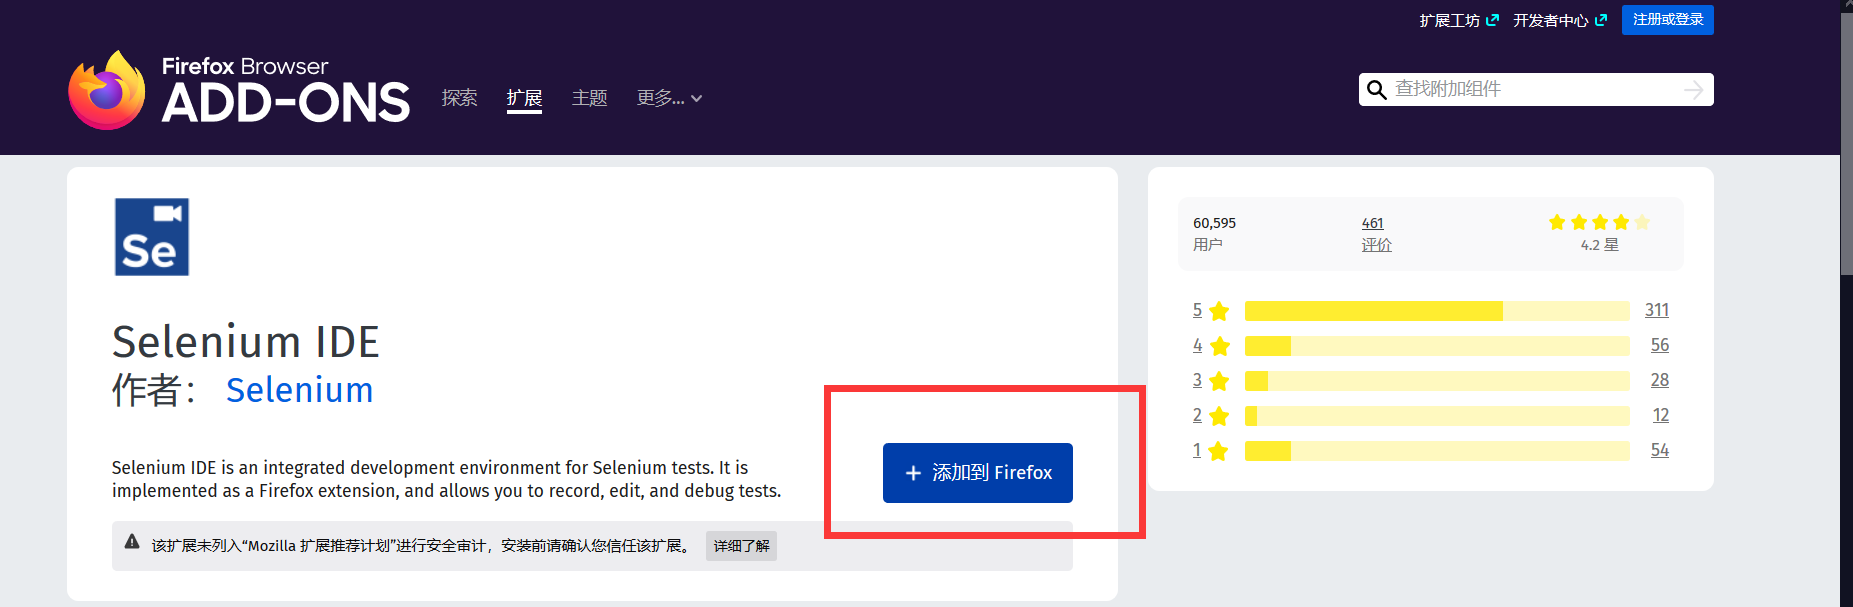 扩展工坊 开发者中心 注册或登录
Firefox Browser
ADD-ONS 探索 扩展 主题 更多... 查找附加组件
Se
Selenium IDE
作者： Selenium
Selenium IDE is an integrated development environment for Selenium tests. It is
implemented as a Firefox extension, and allows you to record, edit, and debug tests.
+ 添加到 Firefox
该扩展未列入“Mozilla 扩展推荐计划”进行安全审计，安装前请确认您信任该扩展。 详细了解
60,595 461
用户 评价 4.2 星
5 311
4 56
3 28
2 12
1 54